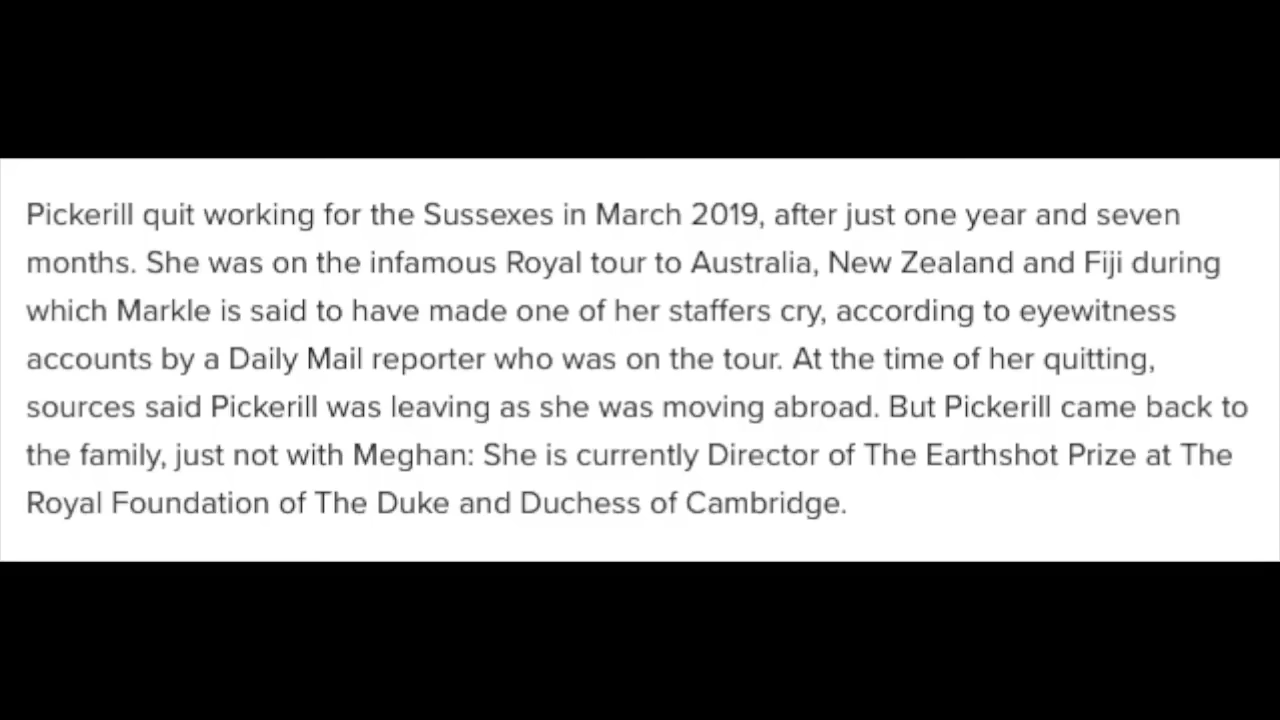 Pickerill quit working for the Sussexes in March 2019, after just one year and seven
months. She was on the infamous Royal tour to Australia, New Zealand and Fiji during
which Markle is said to have made one of her staffers cry, according to eyewitness
accounts by a Daily Mail reporter who was on the tour. At the time of her quitting,
sources said Pickerill was leaving as she was moving abroad. But Pickerill came back to
the family, just not with Meghan: She is currently Director of The Earthshot Prize at The
Royal Foundation of The Duke and Duchess of Cambridge.